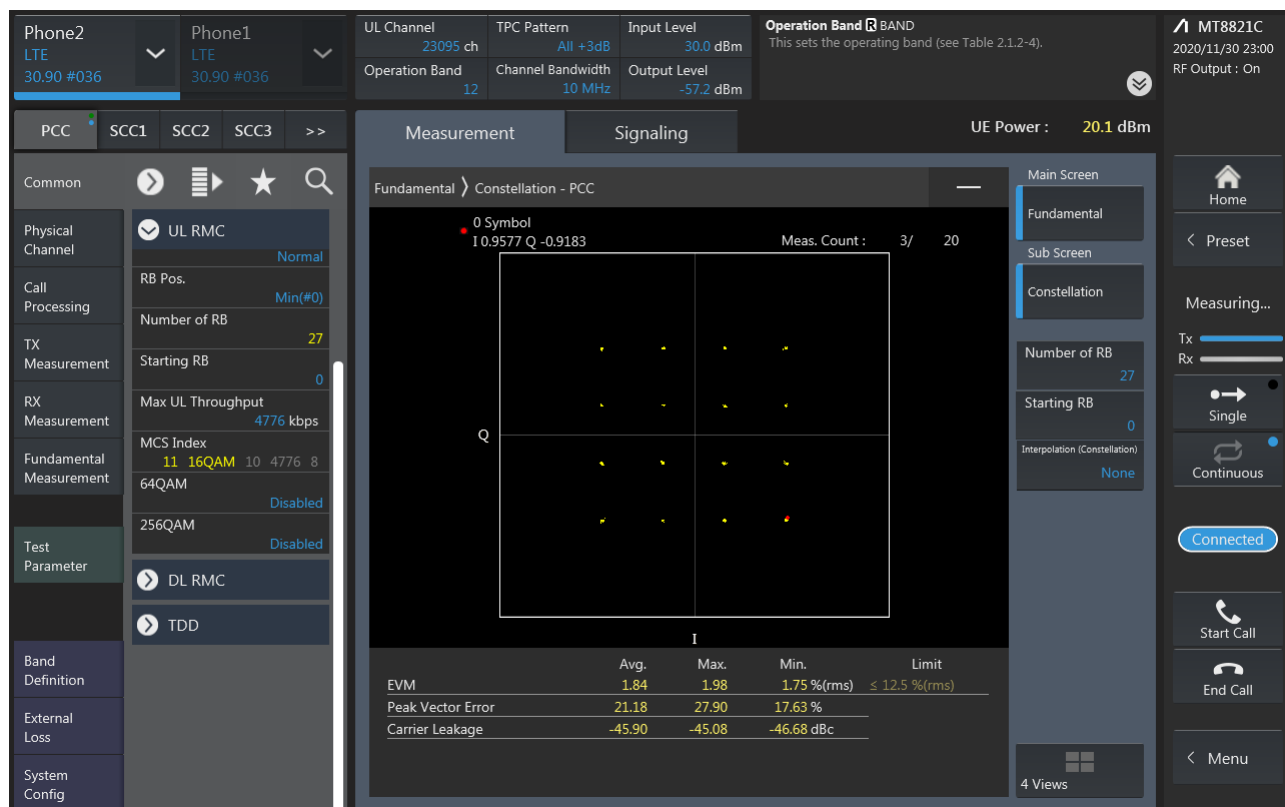 Phone2
LTE
30.90 #036
Phone1
LTE
30.90 #036
UL Channel
23095 ch
TPC Pattern
All +3dB
Input Level
30.0 dBm
Operation Band
12
Channel Bandwidth
10 MHz
Output Level
-57.2 dBm
Operation Band R BAND
This sets the operating band (see Table 2.1.2-4).
MT8821C
2020/11/30 23:00
RF Output : On
PCC SCC1 SCC2 SCC3 >>
Measurement
Signaling
UE Power : 20.1 dBm
Common
Physical
Channel
Call
Processing
TX
Measurement
RX
Measurement
Fundamental
Measurement
Test
Parameter
Band
Definition
External
Loss
System
Config
UL RMC
Normal
RB Pos.
Min(#0)
Number of RB
27
Starting RB
0
Max UL Throughput
4776 kbps
MCS Index
11 16QAM 10 4776 8
64QAM
Disabled
256QAM
Disabled
DL RMC
TDD
Fundamental 〉 Constellation - PCC
0 Symbol
I 0.9577 Q -0.9183
Meas. Count : 3/ 20
Q
I
Avg. Max. Min. Limit
EVM 1.84 1.98 1.75 %(rms) ≤ 12.5 %(rms)
Peak Vector Error 21.18 27.90 17.63 %
Carrier Leakage -45.90 -45.08 -46.68 dBc
Main Screen
Fundamental
Sub Screen
Constellation
Number of RB
27
Starting RB
0
Interpolation (Constellation)
None
4 Views
Home
< Preset
Measuring...
Tx
Rx
Single
Continuous
Connected
Start Call
End Call
< Menu